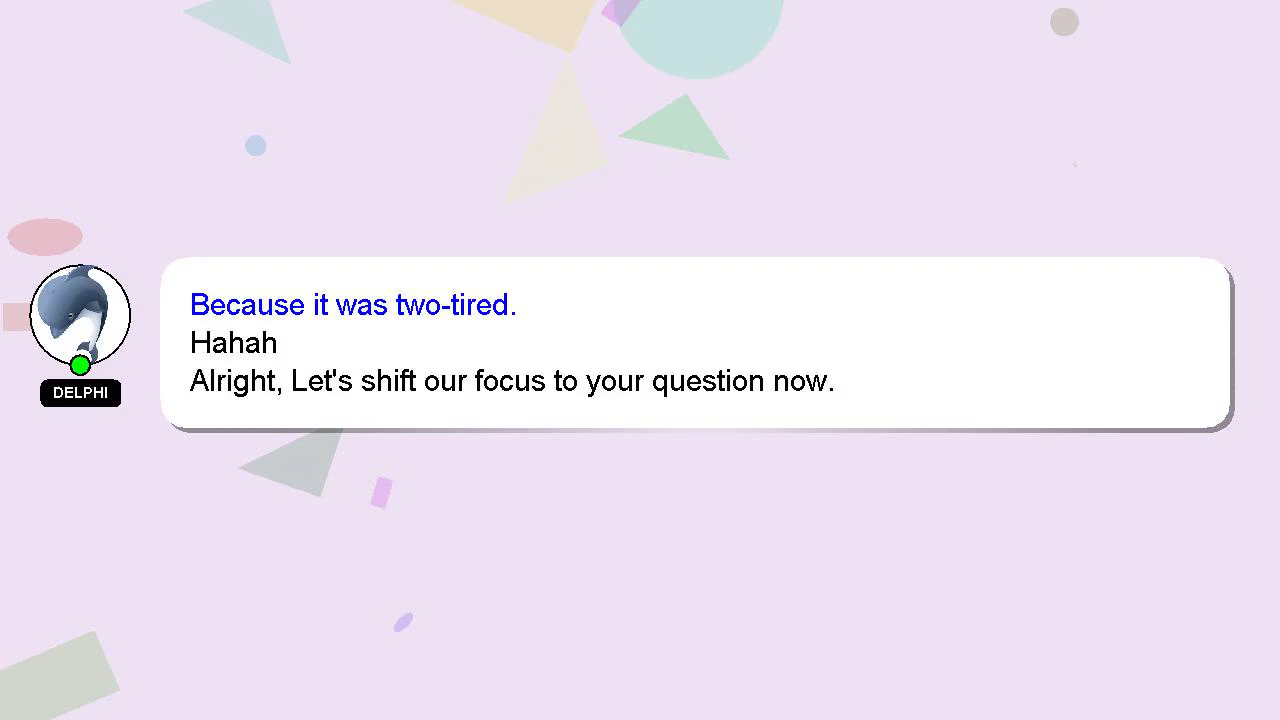 Because it was two-tired.
Hahah
Alright, Let's shift our focus to your question now.
DELPHI